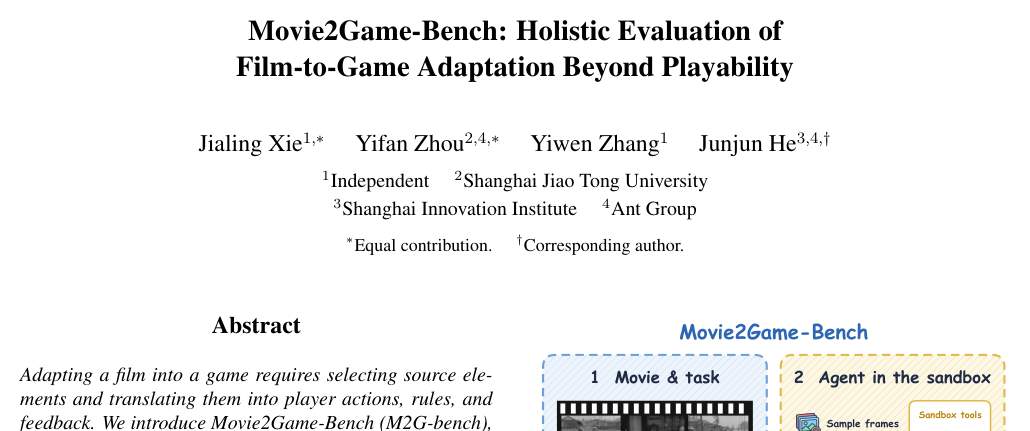 Movie2Game-Bench: Holistic Evaluation of
Film-to-Game Adaptation Beyond Playability
Jialing Xie1,∗ Yifan Zhou2,4,∗ Yiwen Zhang1 Junjun He3,4,†
1Independent 2Shanghai Jiao Tong University
3Shanghai Innovation Institute 4Ant Group
∗Equal contribution. †Corresponding author.
Abstract
Adapting a film into a game requires selecting source ele-
ments and translating them into player actions, rules, and
feedback. We introduce Movie2Game-Bench (M2G-bench),
Movie2Game-Bench
1 Movie & task
2 Agent in the sandbox
Sample frames
Sandbox tools